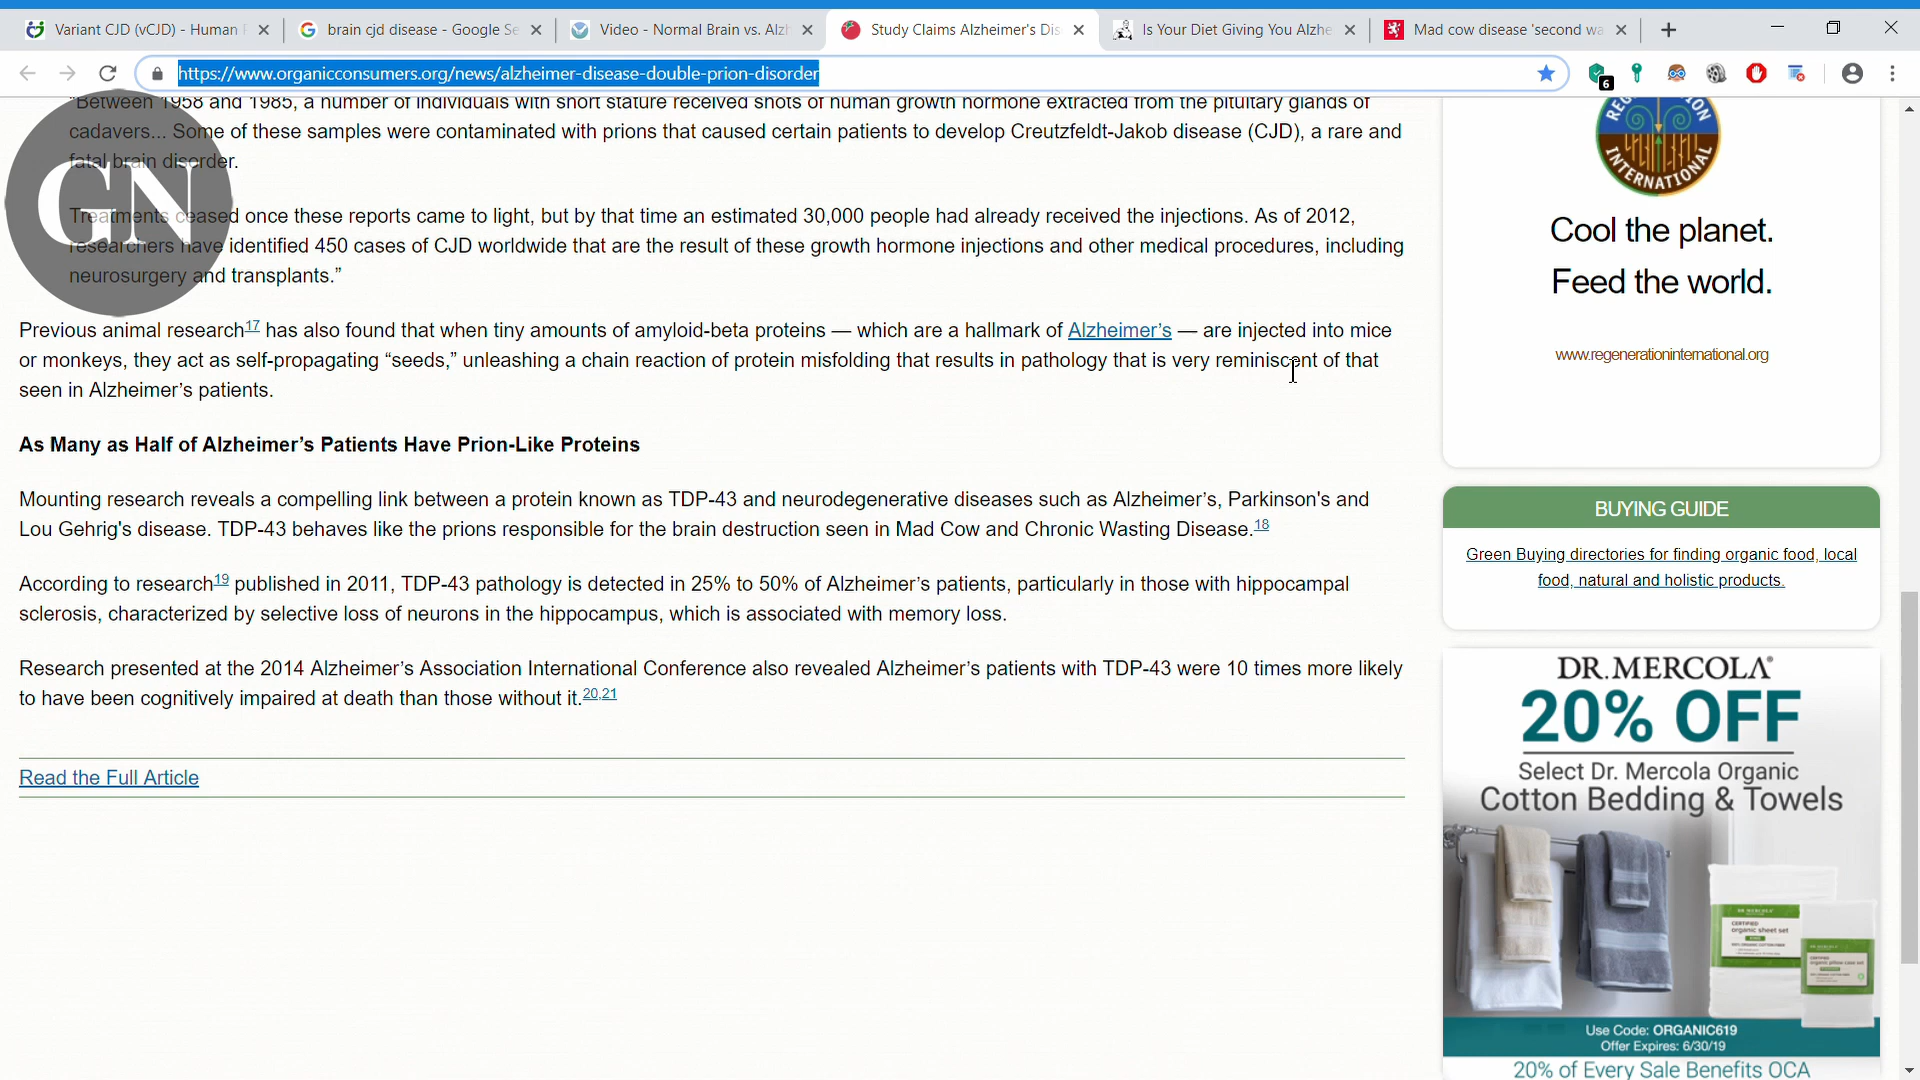 Variant CJD (vCJD) - Human
brain cjd disease - Google Se
Video - Normal Brain vs. Alzh
Study Claims Alzheimer's Dis
Is Your Diet Giving You Alzhe
Mad cow disease 'second wa
https://www.organicconsumers.org/news/alzheimer-disease-double-prion-disorder
6
"Between 1958 and 1985, a number of individuals with short stature received shots of human growth hormone extracted from the pituitary glands of
cadavers... Some of these samples were contaminated with prions that caused certain patients to develop Creutzfeldt-Jakob disease (CJD), a rare and
fatal brain disorder.
GN
Treatments ceased once these reports came to light, but by that time an estimated 30,000 people had already received the injections. As of 2012,
researchers have identified 450 cases of CJD worldwide that are the result of these growth hormone injections and other medical procedures, including
neurosurgery and transplants.”
Previous animal research17 has also found that when tiny amounts of amyloid-beta proteins — which are a hallmark of Alzheimer’s — are injected into mice
or monkeys, they act as self-propagating “seeds,” unleashing a chain reaction of protein misfolding that results in pathology that is very reminiscent of that
seen in Alzheimer’s patients.
As Many as Half of Alzheimer’s Patients Have Prion-Like Proteins
Mounting research reveals a compelling link between a protein known as TDP-43 and neurodegenerative diseases such as Alzheimer’s, Parkinson's and
Lou Gehrig's disease. TDP-43 behaves like the prions responsible for the brain destruction seen in Mad Cow and Chronic Wasting Disease.18
According to research19 published in 2011, TDP-43 pathology is detected in 25% to 50% of Alzheimer’s patients, particularly in those with hippocampal
sclerosis, characterized by selective loss of neurons in the hippocampus, which is associated with memory loss.
Research presented at the 2014 Alzheimer’s Association International Conference also revealed Alzheimer’s patients with TDP-43 were 10 times more likely
to have been cognitively impaired at death than those without it.20,21
Read the Full Article
INTERNATIONAL
Cool the planet.
Feed the world.
www.regenerationinternational.org
BUYING GUIDE
Green Buying directories for finding organic food, local
food, natural and holistic products.
DR. MERCOLA®
20% OFF
Select Dr. Mercola Organic
Cotton Bedding & Towels
CERTIFIED
organic sheet set
CERTIFIED
Use Code: ORGANIC619
Offer Expires: 6/30/19
20% of Every Sale Benefits OCA